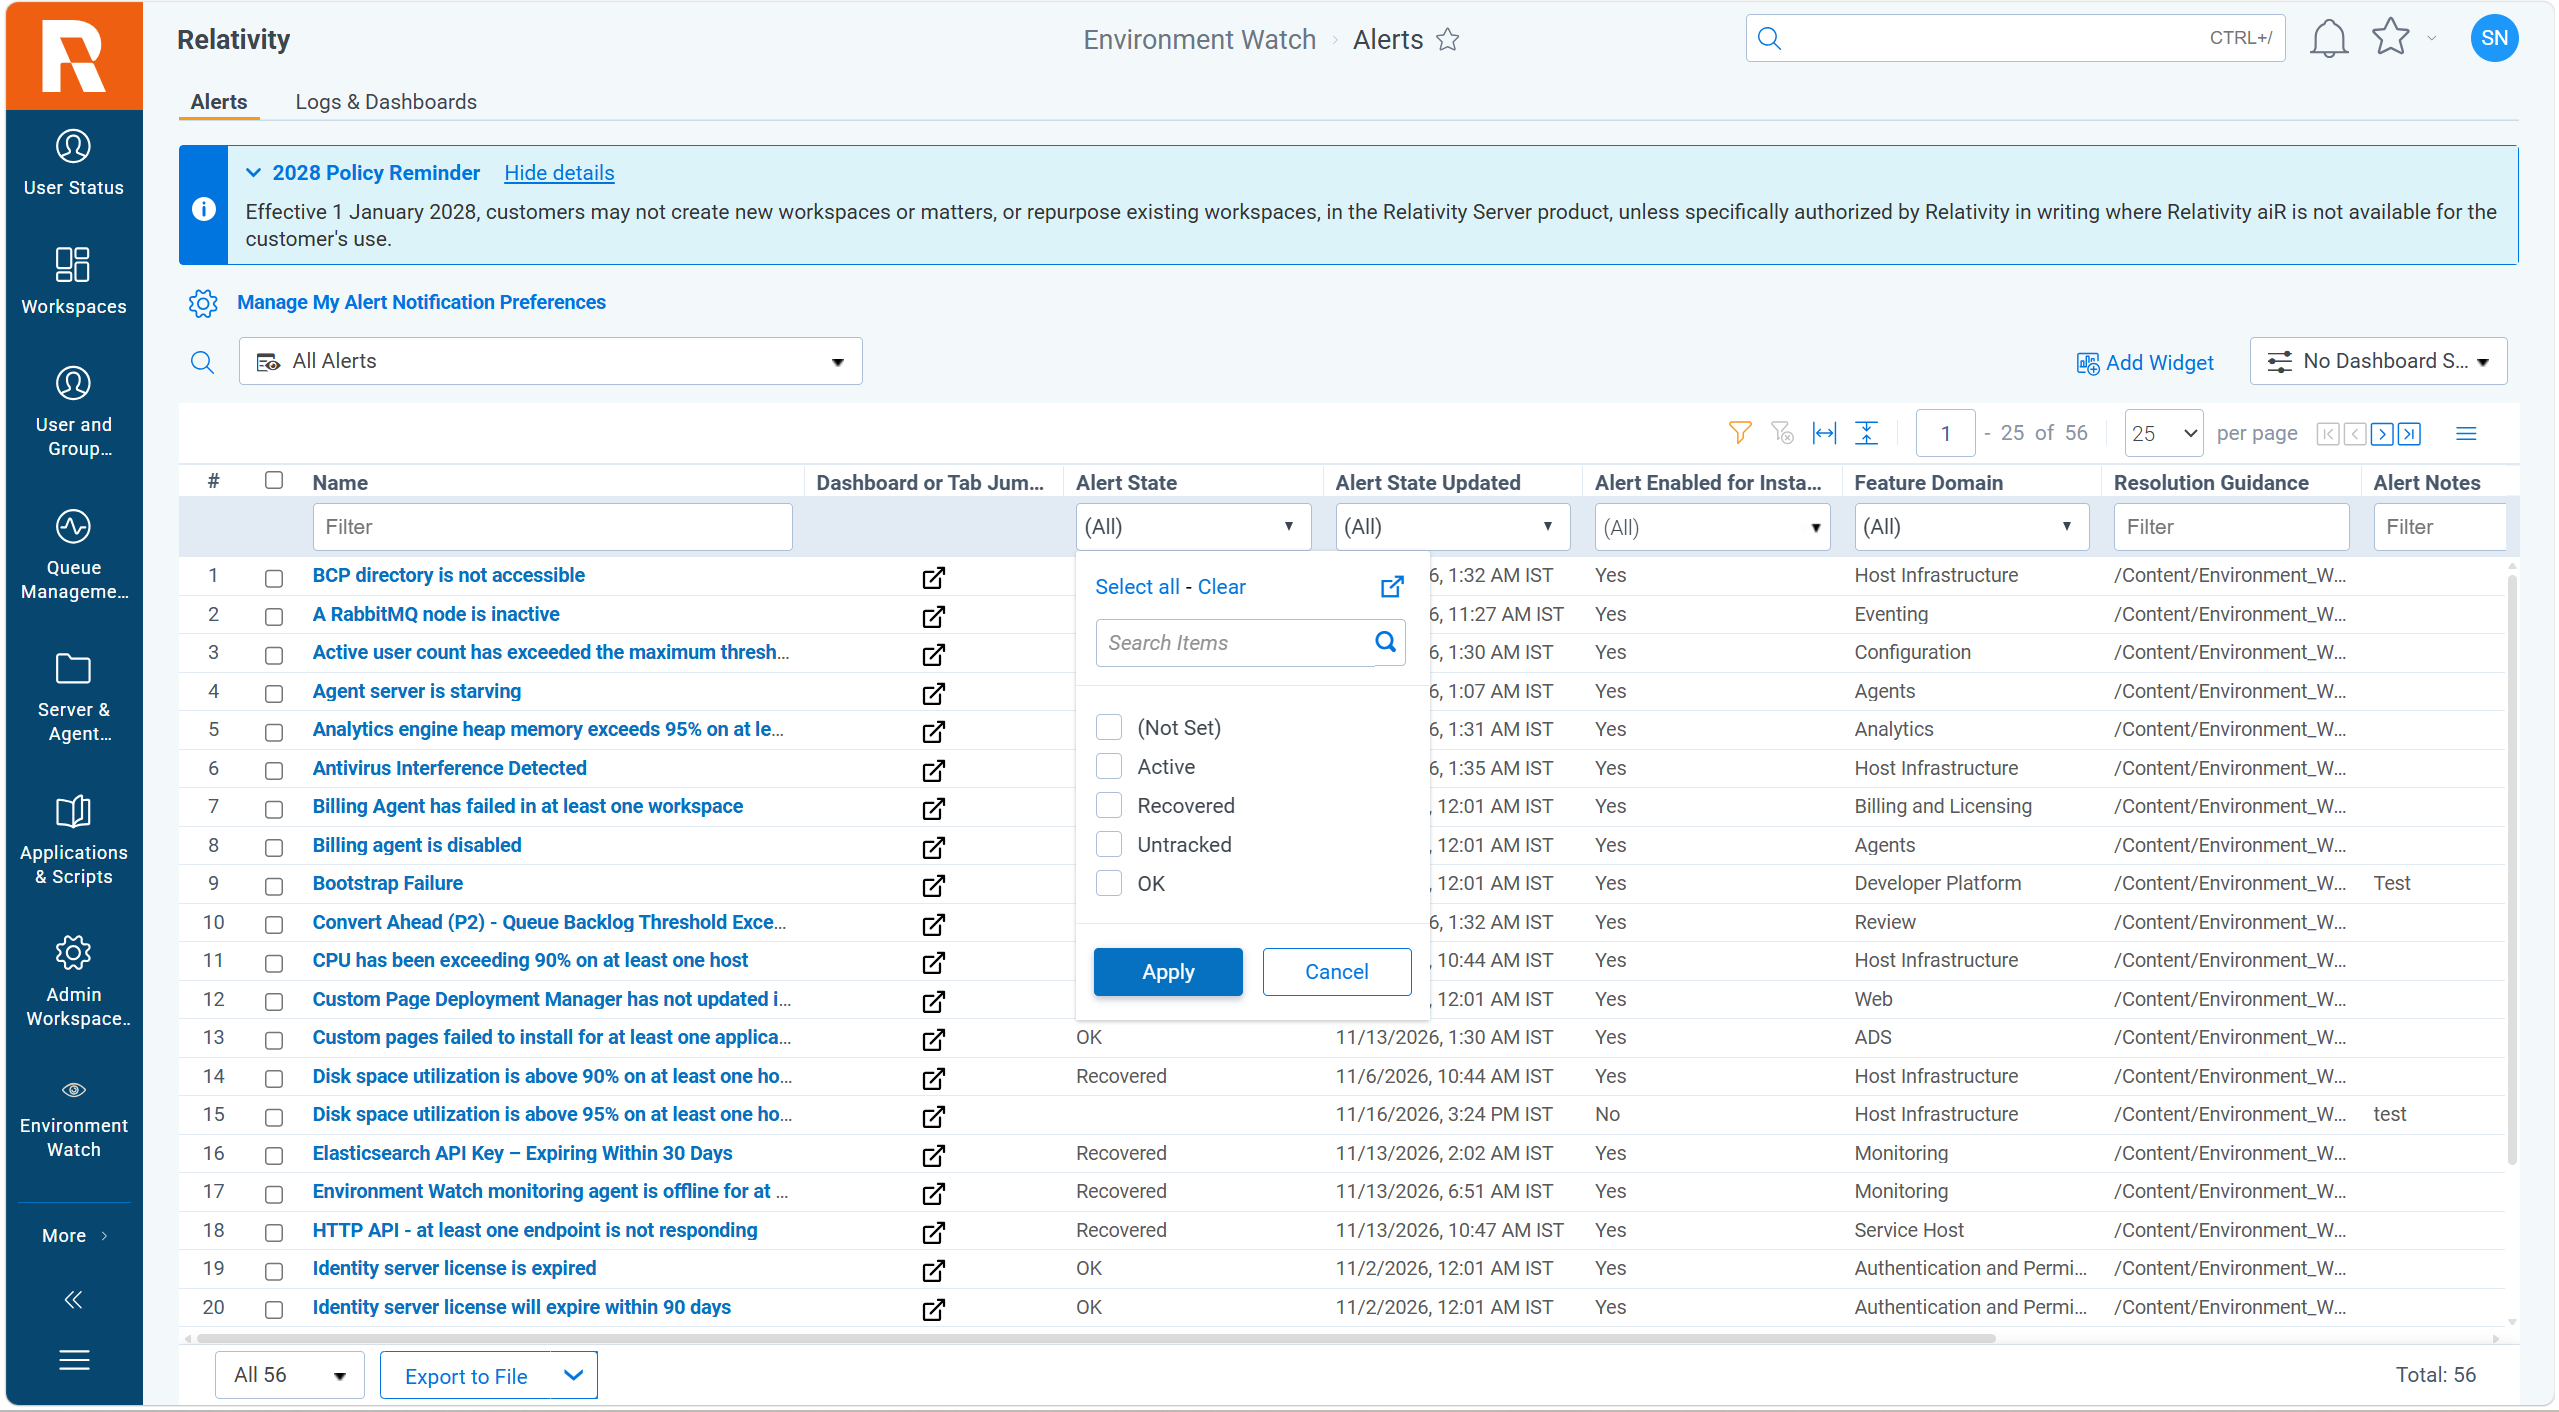 Relativity
Environment Watch
Alerts
CTRL+/
SN
Alerts
Logs & Dashboards
User Status
Workspaces
User and
Group...
Queue
Manageme...
Server &
Agent...
Applications
& Scripts
Admin
Workspace..
Environment
Watch
More
2028 Policy Reminder Hide details
Effective 1 January 2028, customers may not create new workspaces or matters, or repurpose existing workspaces, in the Relativity Server product, unless specifically authorized by Relativity in writing where Relativity aiR is not available for the
customer's use.
Manage My Alert Notification Preferences
All Alerts
Add Widget
No Dashboard S...
1 - 25 of 56 25 per page
# Name Dashboard or Tab Jum... Alert State Alert State Updated Alert Enabled for Insta... Feature Domain Resolution Guidance Alert Notes
Filter (All) (All) (All) (All) Filter Filter
Select all - Clear
Search Items
(Not Set)
Active
Recovered
Untracked
OK
Apply Cancel
1 BCP directory is not accessible 6, 1:32 AM IST Yes Host Infrastructure /Content/Environment_W...
2 A RabbitMQ node is inactive 6, 11:27 AM IST Yes Eventing /Content/Environment_W...
3 Active user count has exceeded the maximum thresh... 6, 1:30 AM IST Yes Configuration /Content/Environment_W...
4 Agent server is starving 6, 1:07 AM IST Yes Agents /Content/Environment_W...
5 Analytics engine heap memory exceeds 95% on at le... 6, 1:31 AM IST Yes Analytics /Content/Environment_W...
6 Antivirus Interference Detected 6, 1:35 AM IST Yes Host Infrastructure /Content/Environment_W...
7 Billing Agent has failed in at least one workspace , 12:01 AM IST Yes Billing and Licensing /Content/Environment_W...
8 Billing agent is disabled , 12:01 AM IST Yes Agents /Content/Environment_W...
9 Bootstrap Failure , 12:01 AM IST Yes Developer Platform /Content/Environment_W... Test
10 Convert Ahead (P2) - Queue Backlog Threshold Exce... 6, 1:32 AM IST Yes Review /Content/Environment_W...
11 CPU has been exceeding 90% on at least one host , 10:44 AM IST Yes Host Infrastructure /Content/Environment_W...
12 Custom Page Deployment Manager has not updated i... , 12:01 AM IST Yes Web /Content/Environment_W...
13 Custom pages failed to install for at least one applica... OK 11/13/2026, 1:30 AM IST Yes ADS /Content/Environment_W...
14 Disk space utilization is above 90% on at least one ho... Recovered 11/6/2026, 10:44 AM IST Yes Host Infrastructure /Content/Environment_W...
15 Disk space utilization is above 95% on at least one ho... 11/16/2026, 3:24 PM IST No Host Infrastructure /Content/Environment_W... test
16 Elasticsearch API Key – Expiring Within 30 Days Recovered 11/13/2026, 2:02 AM IST Yes Monitoring /Content/Environment_W...
17 Environment Watch monitoring agent is offline for at ... Recovered 11/13/2026, 6:51 AM IST Yes Monitoring /Content/Environment_W...
18 HTTP API - at least one endpoint is not responding Recovered 11/13/2026, 10:47 AM IST Yes Service Host /Content/Environment_W...
19 Identity server license is expired OK 11/2/2026, 12:01 AM IST Yes Authentication and Permi... /Content/Environment_W...
20 Identity server license will expire within 90 days OK 11/2/2026, 12:01 AM IST Yes Authentication and Permi... /Content/Environment_W...
All 56 Export to File Total: 56